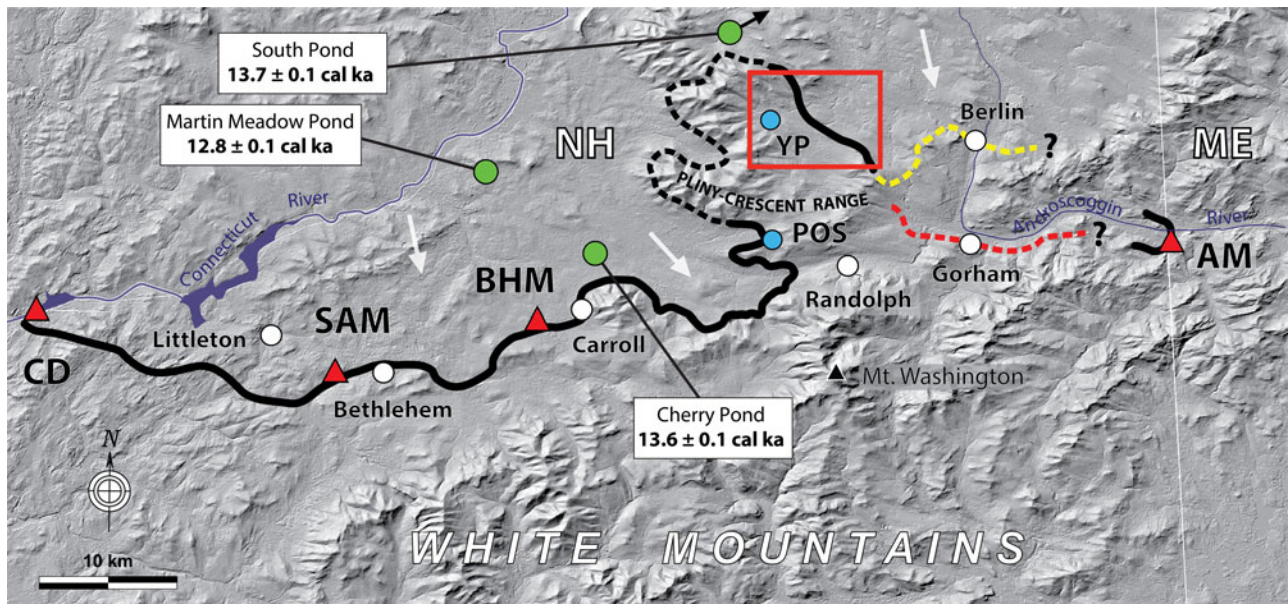 South Pond
13.7 ± 0.1 cal ka
Martin Meadow Pond
12.8 ± 0.1 cal ka
NH
YP
Berlin
?
ME
PLINY-CRESCENT RANGE
Connecticut
River
POS
Androscoggin
River
?
Gorham
AM
Randolph
BHM
SAM
Littleton
Carroll
CD
Bethlehem
Mt. Washington
Cherry Pond
13.6 ± 0.1 cal ka
N
WHITE MOUNTAINS
10 km